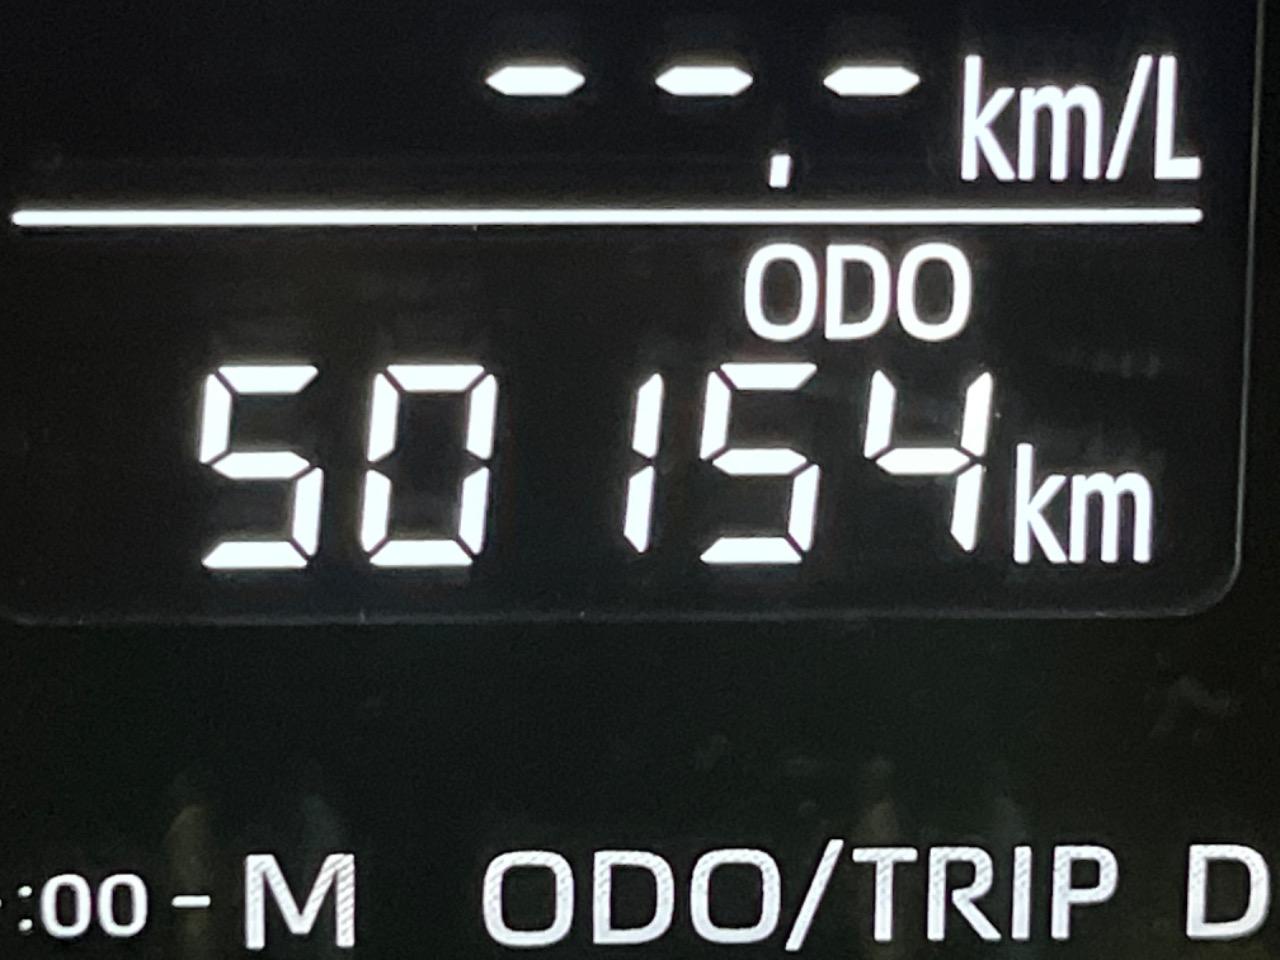 --.- km/L
ODO
50154 km
:00 - M ODO/TRIP D